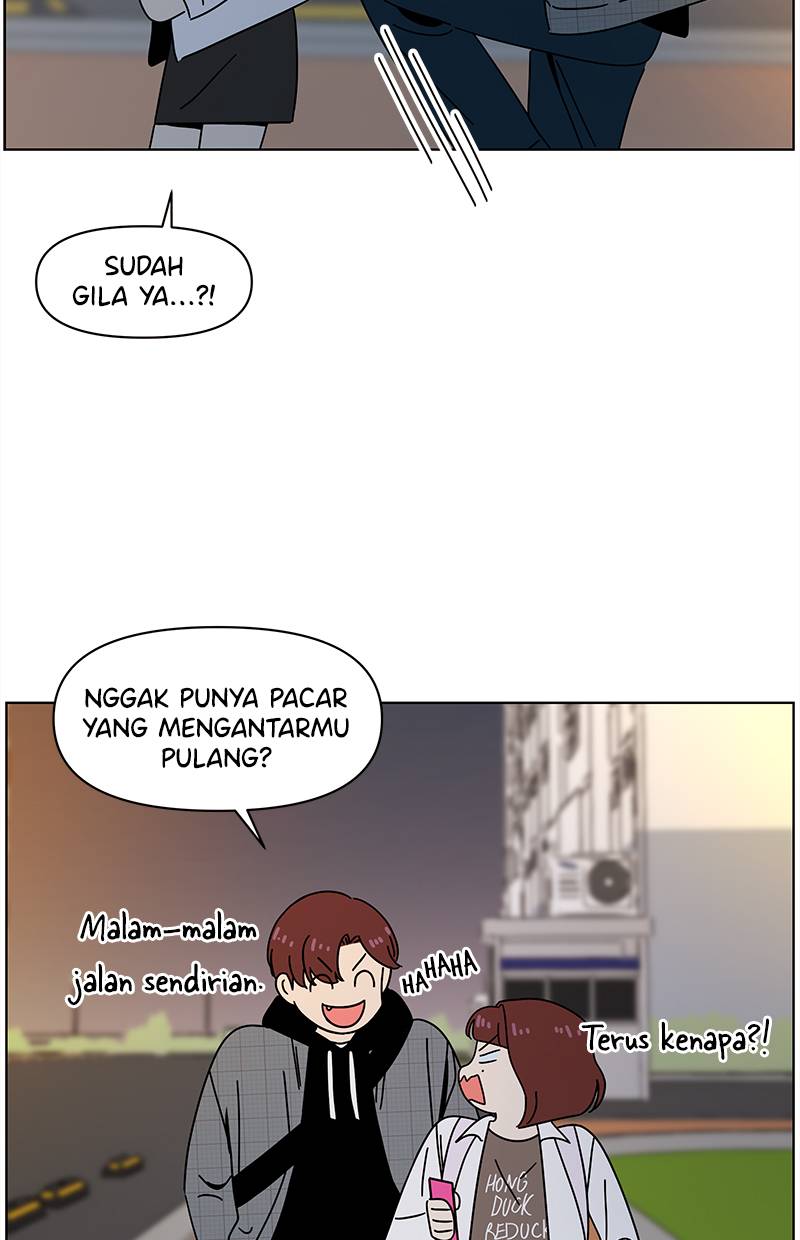 SUDAH
GILA YA...?!
NGGAK PUNYA PACAR
YANG MENGANTARMU
PULANG?
Malam-malam
jalan sendirian.
HAHAHA
Terus kenapa?!
HONG
DUCK
REDUCK